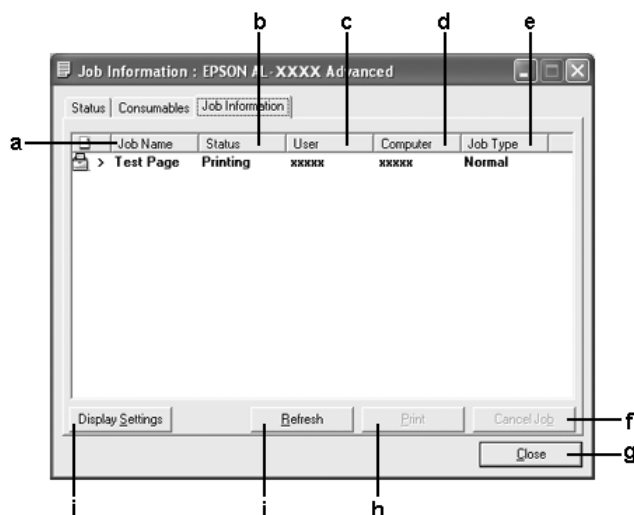 b c d e
Job Information : EPSON AL-XXXX Advanced
Status Consumables Job Information
a Job Name Status User Computer Job Type
> Test Page Printing xxxxx xxxxx Normal
Display Settings Refresh Print Cancel Job f
Close g
j i h